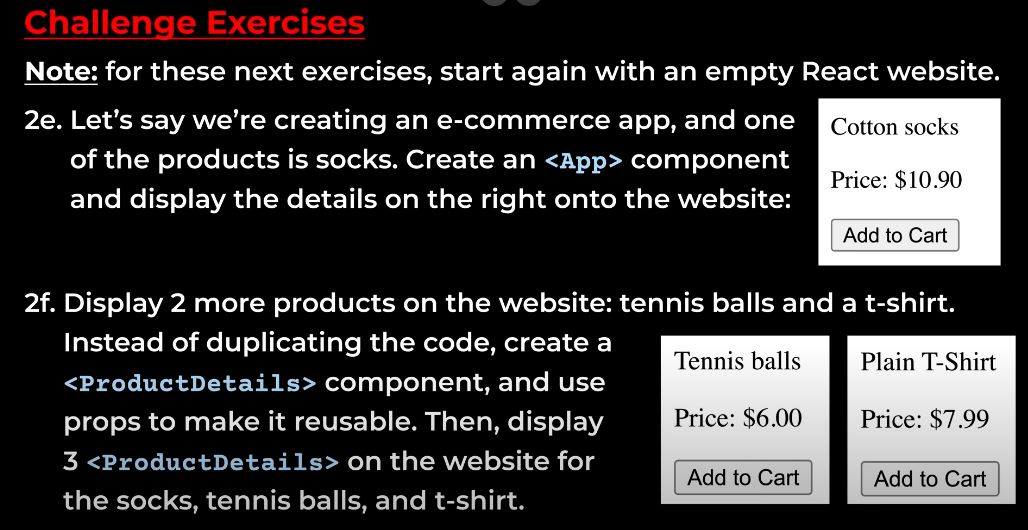 Challenge Exercises
Note: for these next exercises, start again with an empty React website.
2e. Let’s say we’re creating an e-commerce app, and one
of the products is socks. Create an <App> component
and display the details on the right onto the website:
Cotton socks
Price: $10.90
Add to Cart
2f. Display 2 more products on the website: tennis balls and a t-shirt.
Instead of duplicating the code, create a
<ProductDetails> component, and use
props to make it reusable. Then, display
3 <ProductDetails> on the website for
the socks, tennis balls, and t-shirt.
Tennis balls
Price: $6.00
Add to Cart
Plain T-Shirt
Price: $7.99
Add to Cart